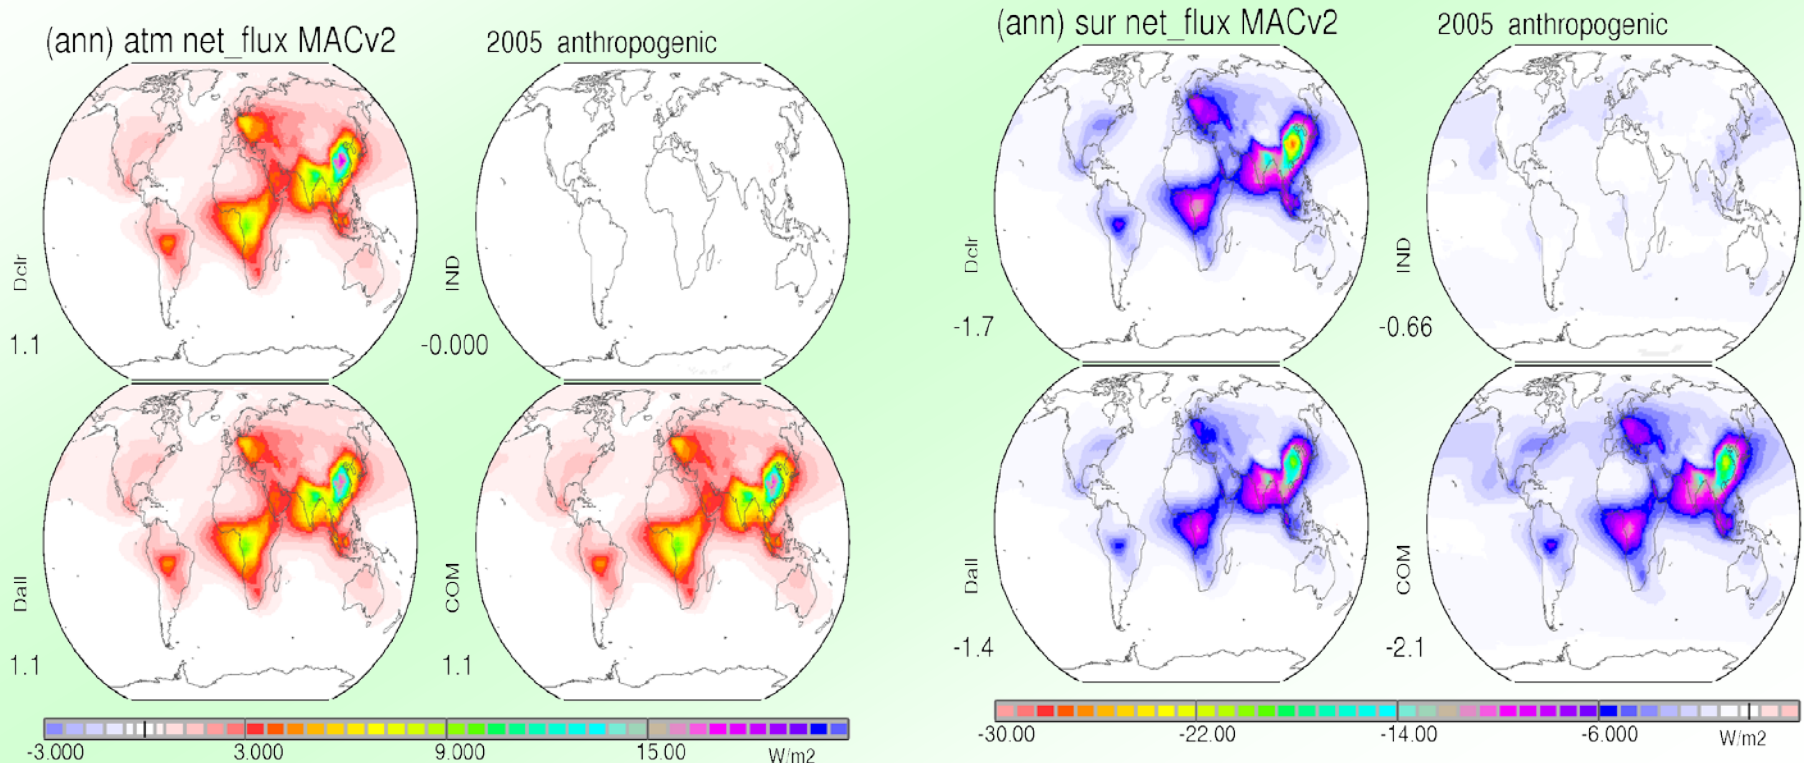 (ann) atm net_flux MACv2
2005 anthropogenic
Dclr
1.1
IND
-0.000
Dall
1.1
COM
1.1
-3.000 3.000 9.000 15.00 W/m2
(ann) sur net_flux MACv2
2005 anthropogenic
Dclr
-1.7
IND
-0.66
Dall
-1.4
COM
-2.1
-30.00 -22.00 -14.00 -6.000 W/m2